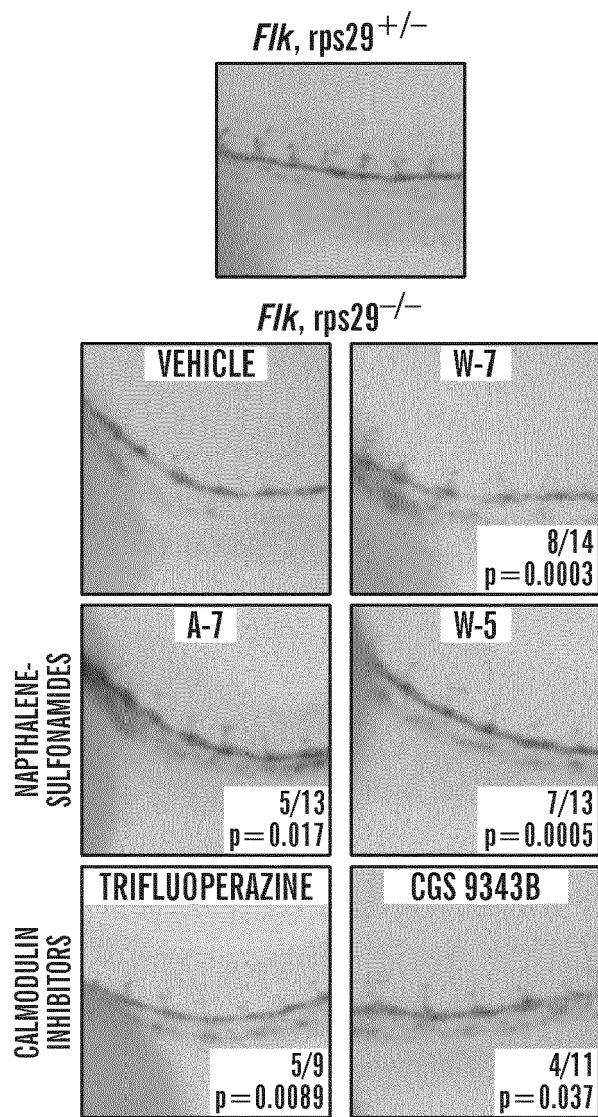 Flk, rps29+/−
Flk, rps29−/−
VEHICLE
W-7
8/14
p=0.0003
NAPTHALENE-
SULFONAMIDES
A-7
5/13
p=0.017
W-5
7/13
p=0.0005
CALMODULIN
INHIBITORS
TRIFLUOPERAZINE
5/9
p=0.0089
CGS 9343B
4/11
p=0.037